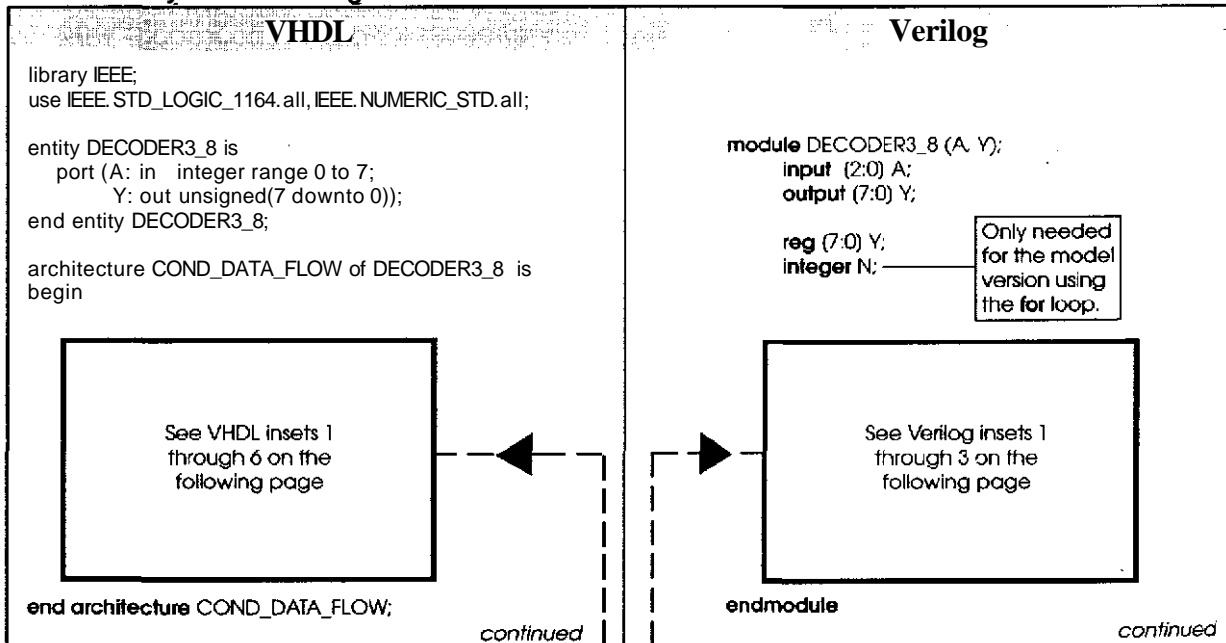 VHDL
library IEEE;
use IEEE.STD_LOGIC_1164.all, IEEE.NUMERIC_STD.all;
entity DECODER3_8 is
port (A: in integer range 0 to 7;
Y: out unsigned(7 downto 0));
end entity DECODER3_8;
architecture COND_DATA_FLOW of DECODER3_8 is
begin
See VHDL insets 1
through 6 on the
following page
end architecture COND_DATA_FLOW;
continued
Verilog
module DECODER3_8 (A, Y);
input (2:0) A;
output (7:0) Y;
reg (7:0) Y;
integer N;
Only needed
for the model
version using
the for loop.
See Verilog insets 1
through 3 on the
following page
endmodule
continued